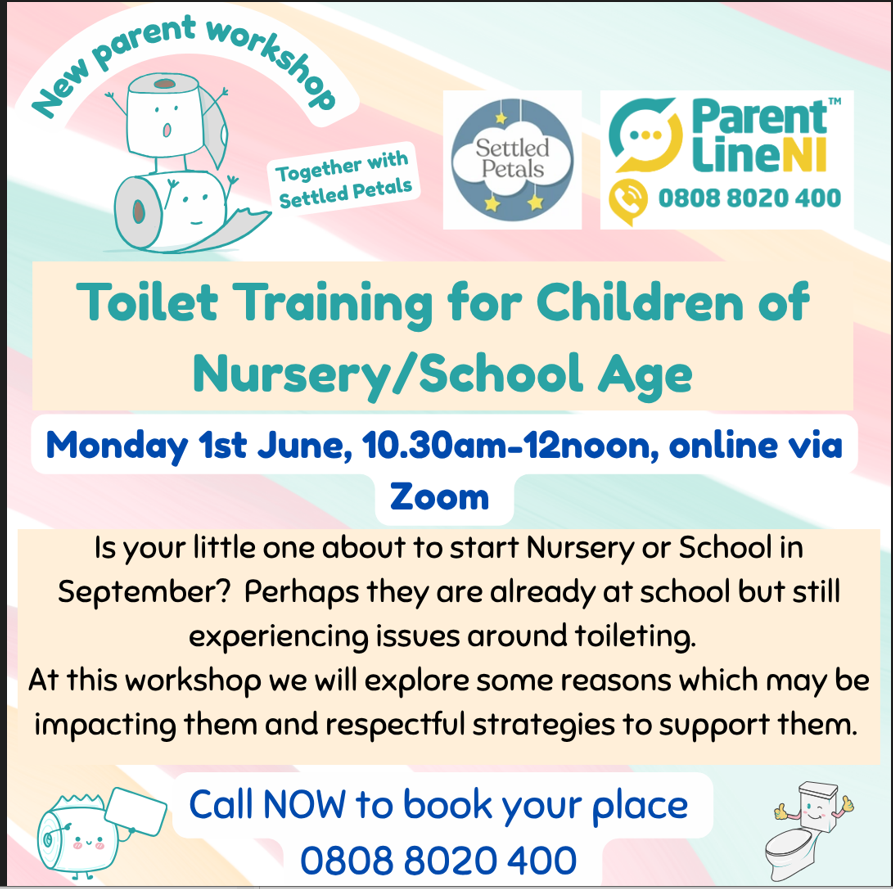 New parent workshop
Together with
Settled Petals
Settled
Petals
Parent™
LineNI
0808 8020 400
Toilet Training for Children of
Nursery/School Age
Monday 1st June, 10.30am-12noon, online via
Zoom
Is your little one about to start Nursery or School in
September?  Perhaps they are already at school but still
experiencing issues around toileting.
At this workshop we will explore some reasons which may be
impacting them and respectful strategies to support them.
Call NOW to book your place
0808 8020 400